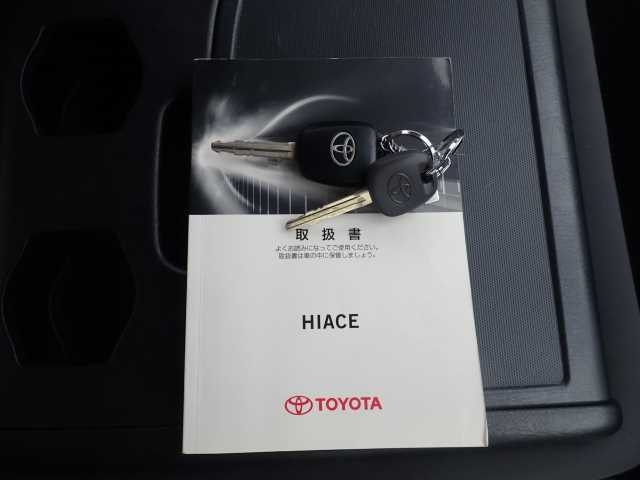 取扱書
よくお読みになってご使用ください。
取扱書は車の中に保管しましょう。
HIACE
TOYOTA